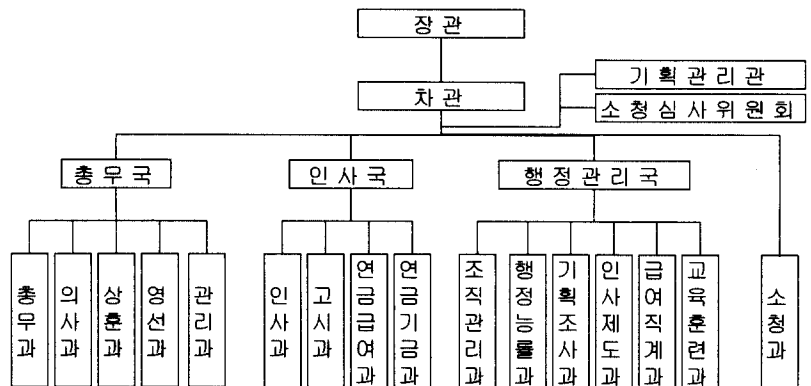 장관
차관
기획관리관
소청심사위원회
총무국
인사국
행정관리국
총무과
의사과
상훈과
영선과
관리과
인사과
고시과
연금급여과
연금기금과
조직관리과
행정능률과
기획조사과
인사제도과
급여직계과
교육훈련과
소청과